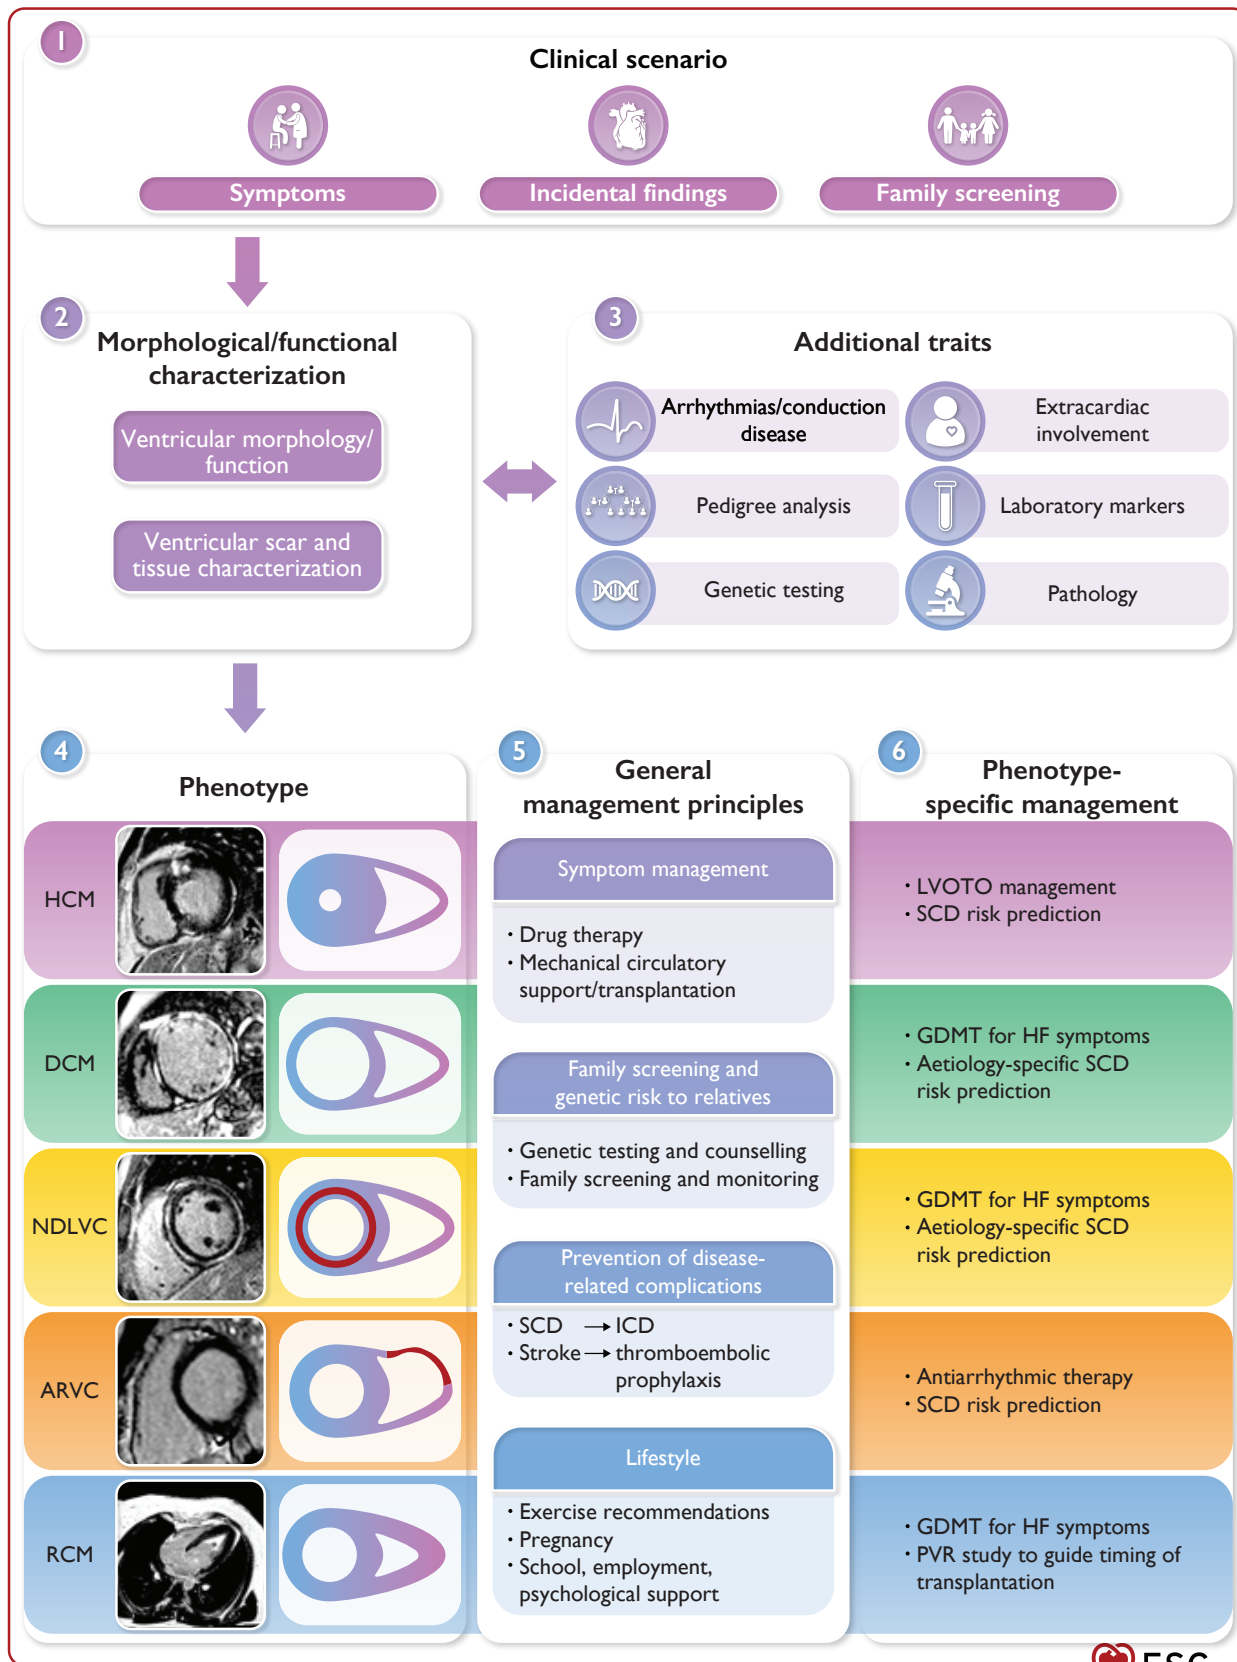 1
Clinical scenario
Symptoms
Incidental findings
Family screening
2
Morphological/functional
characterization
Ventricular morphology/
function
Ventricular scar and
tissue characterization
3
Additional traits
Arrhythmias/conduction
disease
Extracardiac
involvement
Pedigree analysis
Laboratory markers
Genetic testing
Pathology
4
Phenotype
HCM
DCM
NDLVC
ARVC
RCM
5
General
management principles
Symptom management
· Drug therapy
· Mechanical circulatory
support/transplantation
Family screening and
genetic risk to relatives
· Genetic testing and counselling
· Family screening and monitoring
Prevention of disease-
related complications
· SCD → ICD
· Stroke → thromboembolic
prophylaxis
Lifestyle
· Exercise recommendations
· Pregnancy
· School, employment,
psychological support
6
Phenotype-
specific management
· LVOTO management
· SCD risk prediction
· GDMT for HF symptoms
· Aetiology-specific SCD
risk prediction
· GDMT for HF symptoms
· Aetiology-specific SCD
risk prediction
· Antiarrhythmic therapy
· SCD risk prediction
· GDMT for HF symptoms
· PVR study to guide timing of
transplantation
ESC